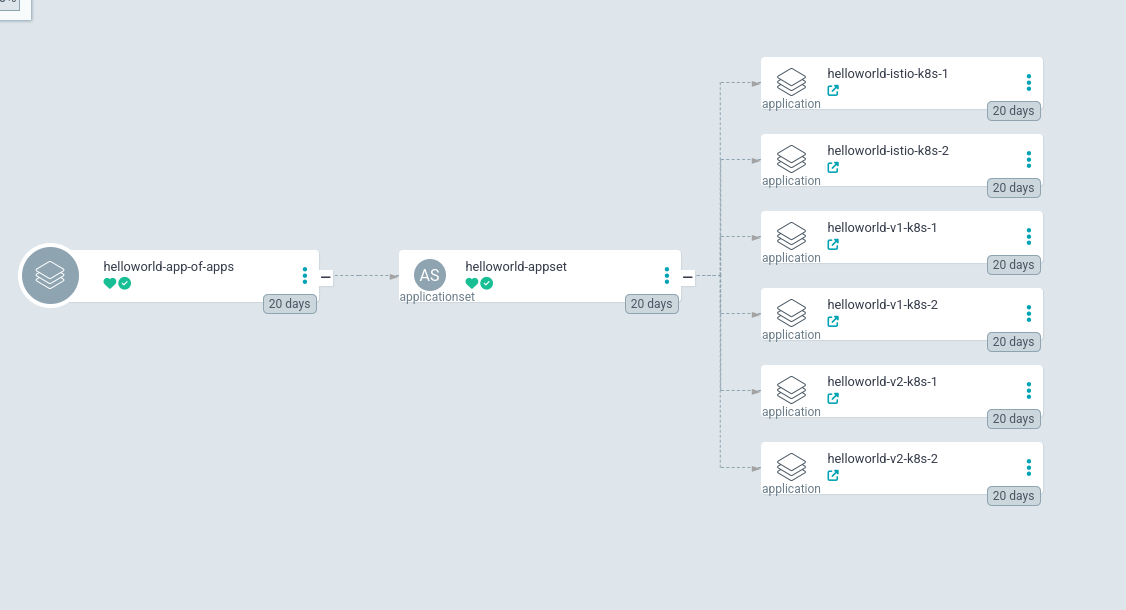 helloworld-app-of-apps
20 days
AS
applicationset
helloworld-appset
20 days
helloworld-istio-k8s-1
application
20 days
helloworld-istio-k8s-2
application
20 days
helloworld-v1-k8s-1
application
20 days
helloworld-v1-k8s-2
application
20 days
helloworld-v2-k8s-1
application
20 days
helloworld-v2-k8s-2
application
20 days